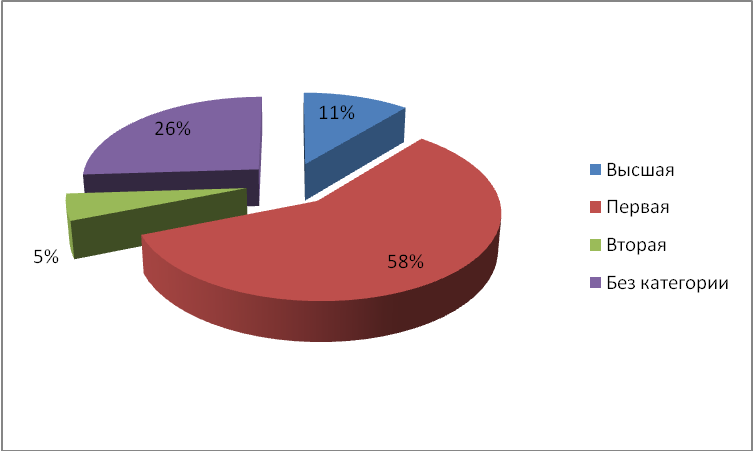 11%
26%
5%
58%
Высшая
Первая
Вторая
Без категории